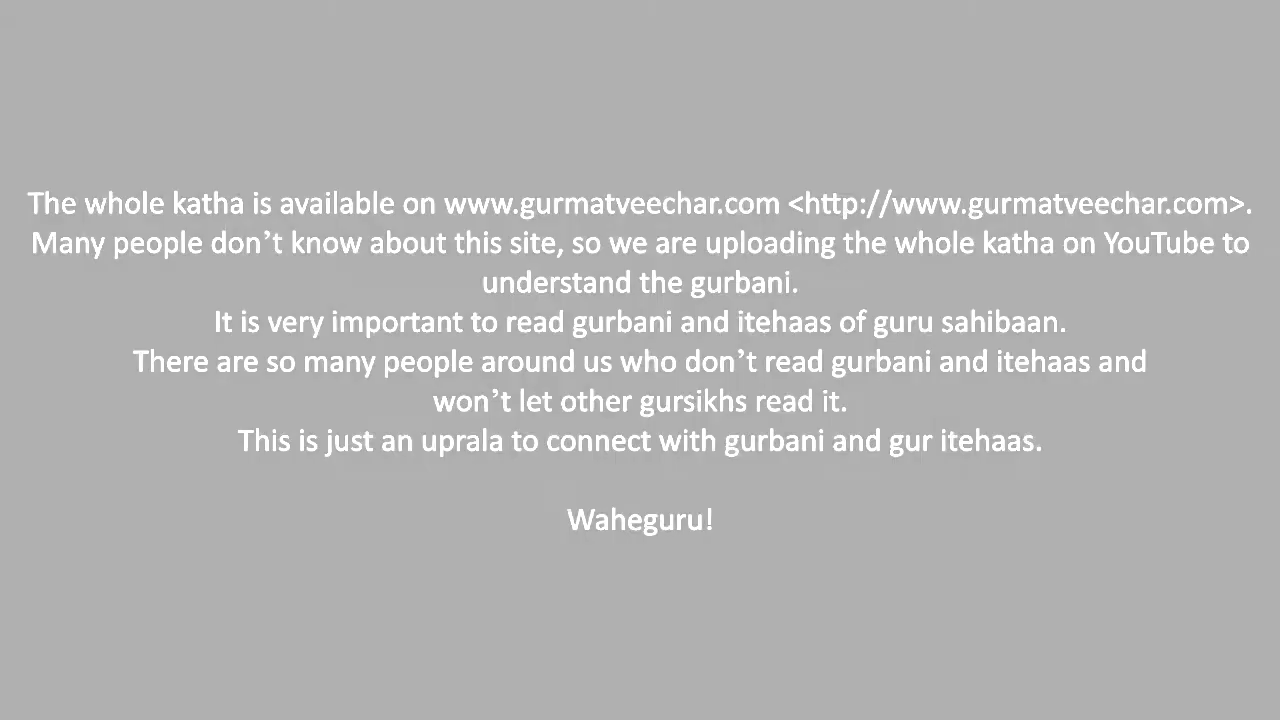 The whole katha is available on www.gurmatveechar.com <http://www.gurmatveechar.com>.
Many people don’t know about this site, so we are uploading the whole katha on YouTube to
understand the gurbani.
It is very important to read gurbani and itehaas of guru sahibaan.
There are so many people around us who don’t read gurbani and itehaas and
won’t let other gursikhs read it.
This is just an uprala to connect with gurbani and gur itehaas.
Waheguru!